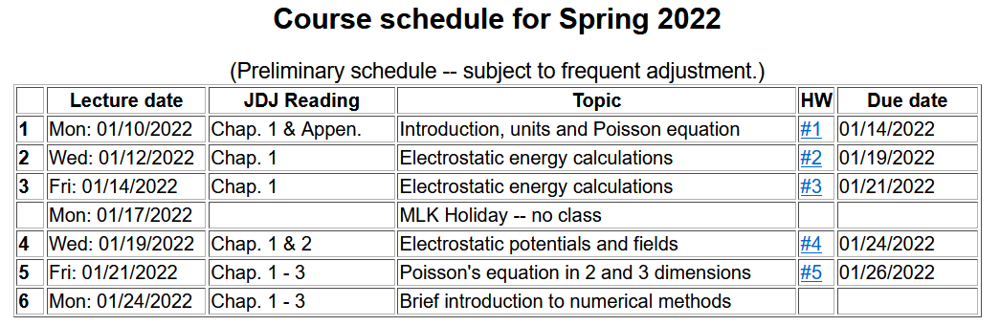 Course schedule for Spring 2022
(Preliminary schedule -- subject to frequent adjustment.)
Lecture date JDJ Reading Topic HW Due date
1 Mon: 01/10/2022 Chap. 1 & Appen. Introduction, units and Poisson equation #1 01/14/2022
2 Wed: 01/12/2022 Chap. 1 Electrostatic energy calculations #2 01/19/2022
3 Fri: 01/14/2022 Chap. 1 Electrostatic energy calculations #3 01/21/2022
Mon: 01/17/2022 MLK Holiday -- no class
4 Wed: 01/19/2022 Chap. 1 & 2 Electrostatic potentials and fields #4 01/24/2022
5 Fri: 01/21/2022 Chap. 1 - 3 Poisson's equation in 2 and 3 dimensions #5 01/26/2022
6 Mon: 01/24/2022 Chap. 1 - 3 Brief introduction to numerical methods